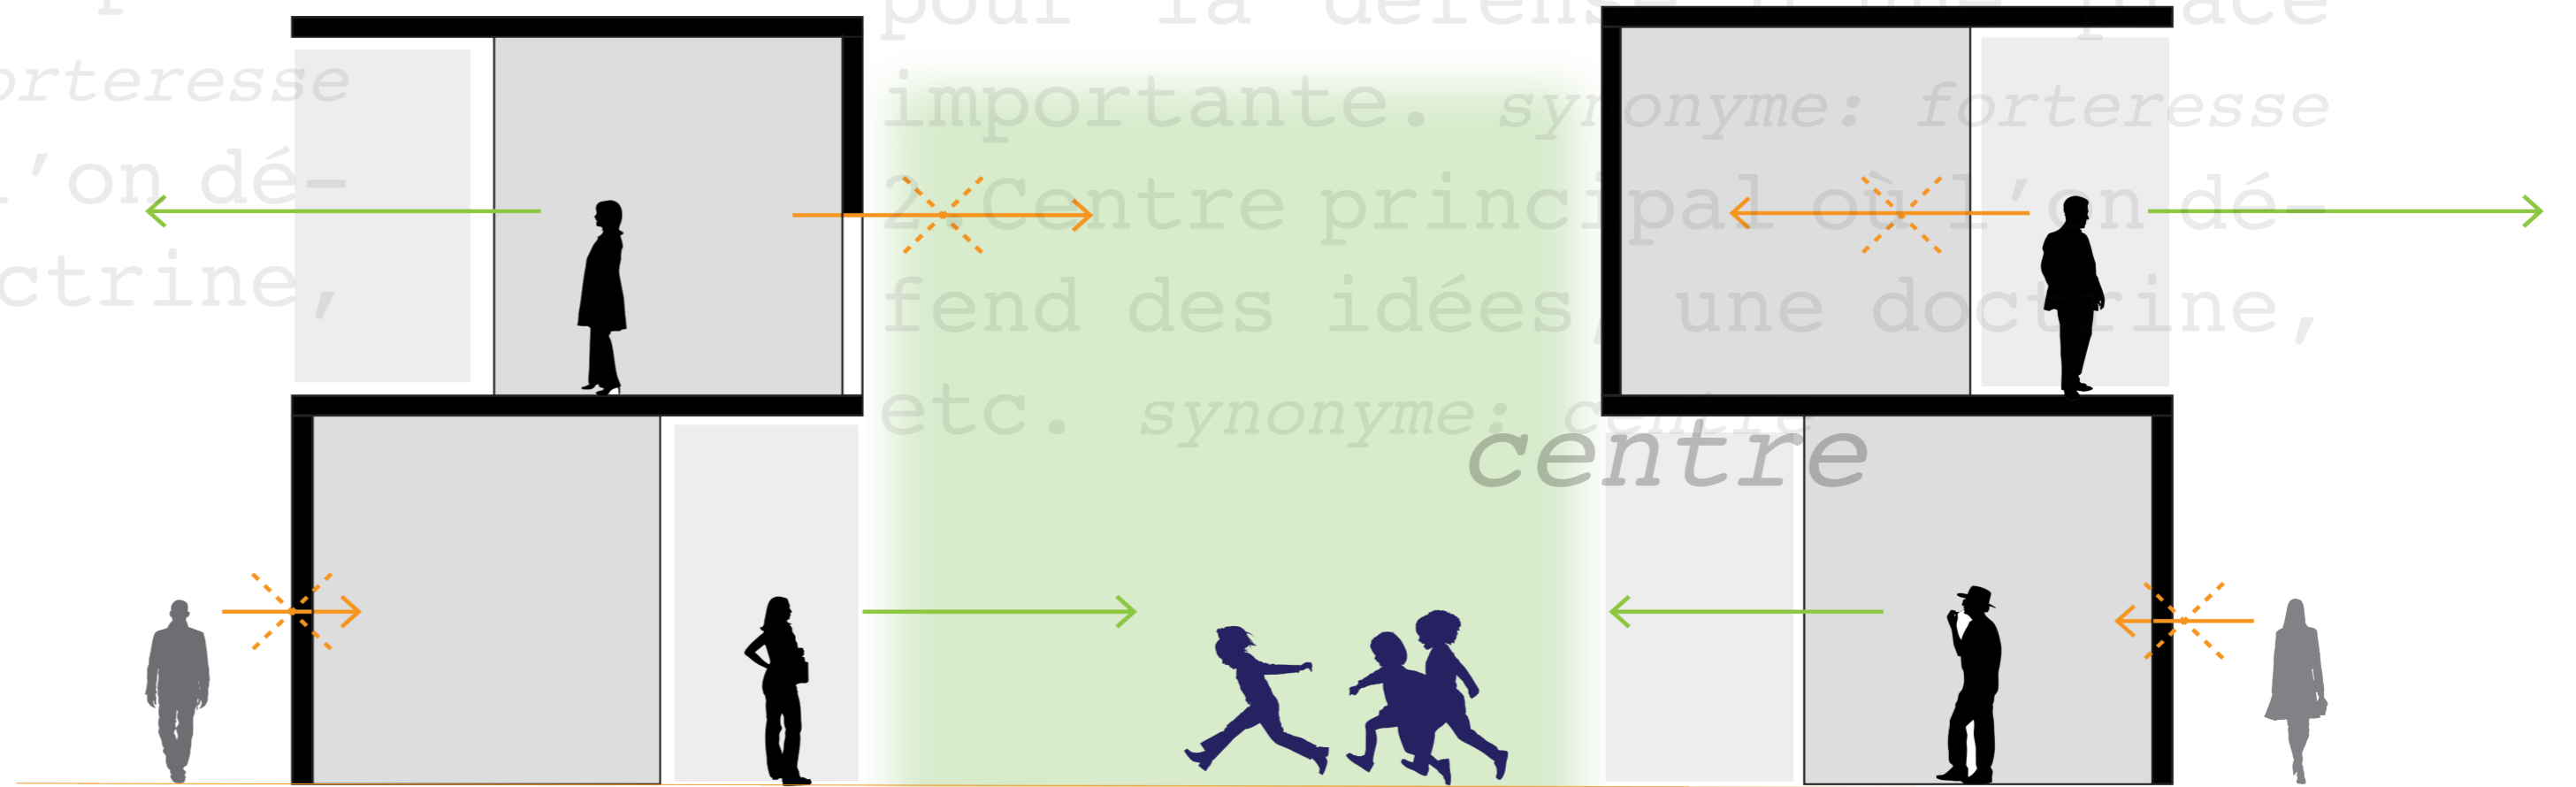 pour la défense d'une place
orteresse
importante. synonyme: forteresse
l'on dé-
2.Centre principal où l'on dé-
ctrine,
fend des idées, une doctrine,
etc. synonyme: centre
centre